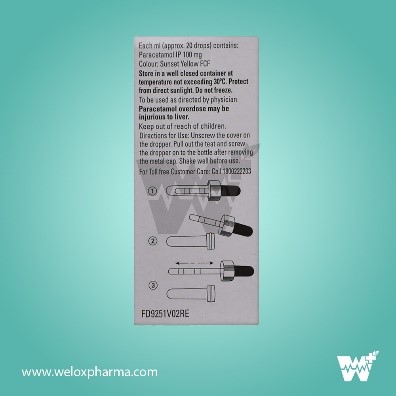 Each ml (approx. 20 drops) contains:
Paracetamol IP 100 mg
Colour: Sunset Yellow FCF
Store in a well closed container at
temperature not exceeding 30°C. Protect
from direct sunlight. Do not freeze.
To be used as directed by physician
Paracetamol overdose may be
injurious to liver.
Keep out of reach of children.
Directions for Use: Unscrew the cover on
the dropper. Pull out the teat and screw
the dropper on to the bottle after removing
the metal cap. Shake well before use.
For Toll free Customer Care: Call 1800222203
1
2
3
FD9251V02RE
www.weloxpharma.com
W